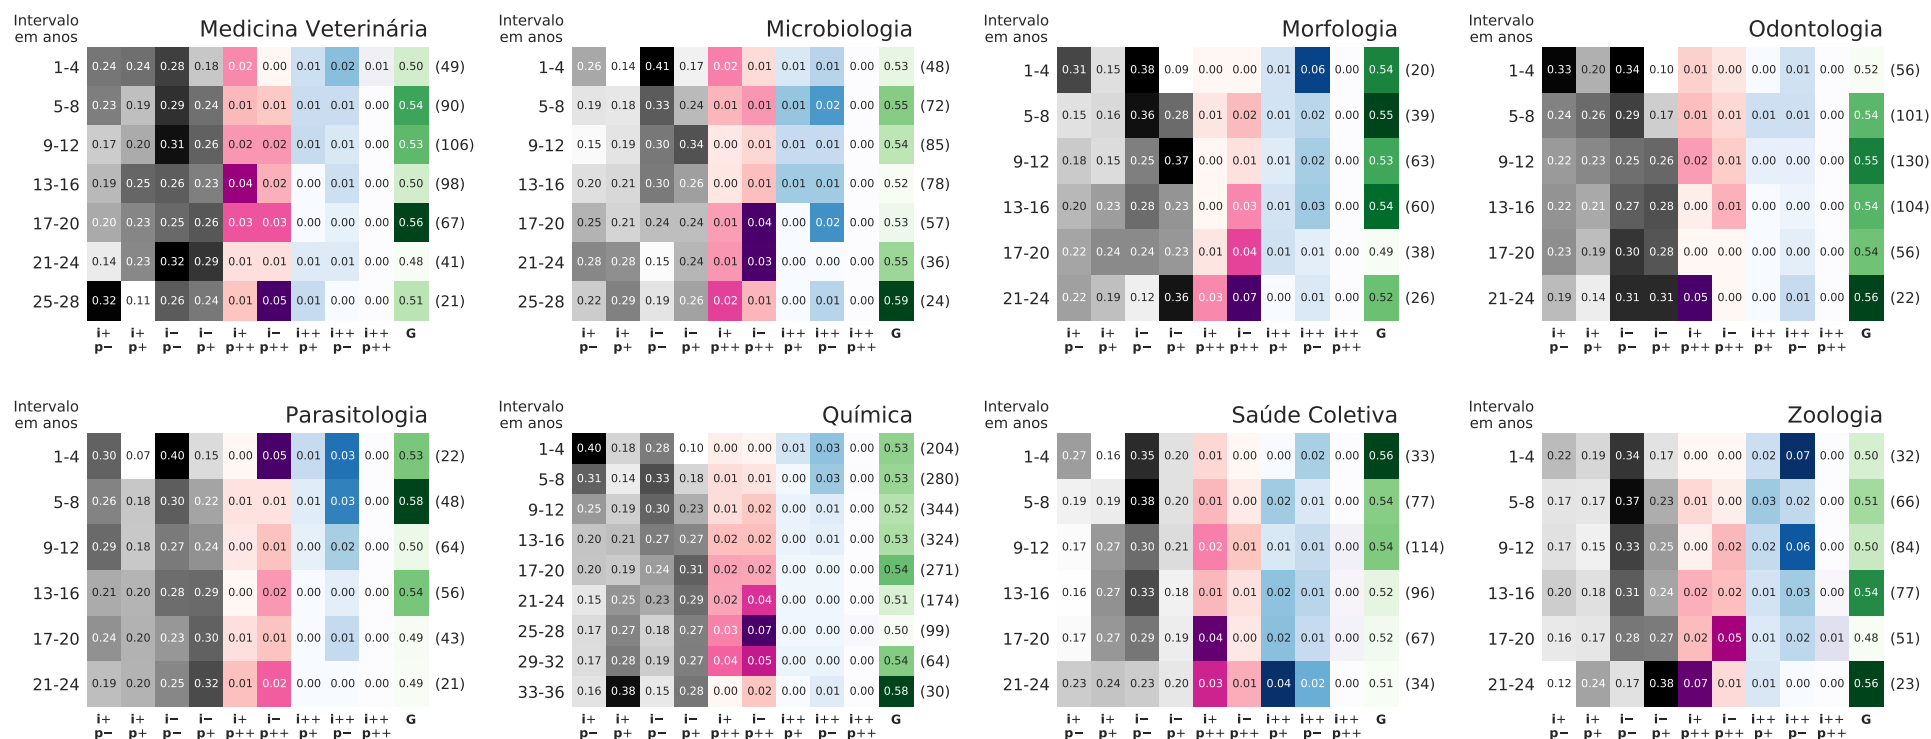 Intervalo
em anos
Medicina Veterinária
1-4 0.24 0.24 0.28 0.18 0.02 0.00 0.01 0.02 0.01 0.50 (49)
5-8 0.23 0.19 0.29 0.24 0.01 0.01 0.01 0.01 0.00 0.54 (90)
9-12 0.17 0.20 0.31 0.26 0.02 0.02 0.01 0.01 0.00 0.53 (106)
13-16 0.19 0.25 0.26 0.23 0.04 0.02 0.00 0.01 0.00 0.50 (98)
17-20 0.20 0.23 0.25 0.26 0.03 0.03 0.00 0.00 0.00 0.56 (67)
21-24 0.14 0.23 0.32 0.29 0.01 0.01 0.01 0.01 0.00 0.48 (41)
25-28 0.32 0.11 0.26 0.24 0.01 0.05 0.01 0.00 0.00 0.51 (21)
i+ i+ i− i− i+ i− i++ i++ i++ G
p− p+ p− p+ p++ p++ p+ p− p++
Intervalo
em anos
Microbiologia
1-4 0.26 0.14 0.41 0.17 0.02 0.01 0.01 0.01 0.00 0.53 (48)
5-8 0.19 0.18 0.33 0.24 0.01 0.01 0.01 0.02 0.00 0.55 (72)
9-12 0.15 0.19 0.30 0.34 0.00 0.01 0.01 0.01 0.00 0.54 (85)
13-16 0.20 0.21 0.30 0.26 0.00 0.01 0.01 0.01 0.00 0.52 (78)
17-20 0.25 0.21 0.24 0.24 0.01 0.04 0.00 0.02 0.00 0.53 (57)
21-24 0.28 0.28 0.15 0.24 0.01 0.03 0.00 0.00 0.00 0.55 (36)
25-28 0.22 0.29 0.19 0.26 0.02 0.01 0.00 0.01 0.00 0.59 (24)
i+ i+ i− i− i+ i− i++ i++ i++ G
p− p+ p− p+ p++ p++ p+ p− p++
Intervalo
em anos
Morfologia
1-4 0.31 0.15 0.38 0.09 0.00 0.00 0.01 0.06 0.00 0.54 (20)
5-8 0.15 0.16 0.36 0.28 0.01 0.02 0.01 0.02 0.00 0.55 (39)
9-12 0.18 0.15 0.25 0.37 0.00 0.01 0.01 0.02 0.00 0.53 (63)
13-16 0.20 0.23 0.28 0.23 0.00 0.03 0.01 0.03 0.00 0.54 (60)
17-20 0.22 0.24 0.24 0.23 0.01 0.04 0.01 0.01 0.00 0.49 (38)
21-24 0.22 0.19 0.12 0.36 0.03 0.07 0.00 0.01 0.00 0.52 (26)
i+ i+ i− i− i+ i− i++ i++ i++ G
p− p+ p− p+ p++ p++ p+ p− p++
Intervalo
em anos
Odontologia
1-4 0.33 0.20 0.34 0.10 0.01 0.00 0.00 0.01 0.00 0.52 (56)
5-8 0.24 0.26 0.29 0.17 0.01 0.01 0.00 0.01 0.00 0.54 (101)
9-12 0.22 0.23 0.25 0.26 0.02 0.01 0.00 0.00 0.00 0.55 (130)
13-16 0.22 0.21 0.27 0.28 0.00 0.01 0.00 0.00 0.00 0.54 (104)
17-20 0.23 0.19 0.30 0.28 0.00 0.00 0.00 0.01 0.00 0.54 (56)
21-24 0.19 0.14 0.31 0.31 0.05 0.00 0.00 0.01 0.00 0.56 (22)
i+ i+ i− i− i+ i− i++ i++ i++ G
p− p+ p− p+ p++ p++ p+ p− p++
Intervalo
em anos
Parasitologia
1-4 0.30 0.07 0.40 0.15 0.00 0.05 0.01 0.03 0.00 0.53 (22)
5-8 0.26 0.18 0.30 0.22 0.01 0.01 0.01 0.03 0.00 0.58 (48)
9-12 0.29 0.18 0.27 0.24 0.00 0.01 0.00 0.02 0.00 0.50 (64)
13-16 0.21 0.20 0.28 0.29 0.00 0.02 0.00 0.00 0.00 0.54 (56)
17-20 0.24 0.20 0.23 0.30 0.01 0.01 0.00 0.01 0.00 0.49 (43)
21-24 0.19 0.20 0.25 0.32 0.01 0.02 0.00 0.00 0.00 0.49 (21)
i+ i+ i− i− i+ i− i++ i++ i++ G
p− p+ p− p+ p++ p++ p+ p− p++
Intervalo
em anos
Química
1-4 0.40 0.18 0.28 0.10 0.00 0.00 0.01 0.03 0.00 0.53 (204)
5-8 0.31 0.14 0.33 0.18 0.01 0.01 0.00 0.03 0.00 0.53 (280)
9-12 0.25 0.19 0.30 0.23 0.01 0.02 0.00 0.01 0.00 0.52 (344)
13-16 0.20 0.21 0.27 0.27 0.02 0.02 0.00 0.01 0.00 0.53 (324)
17-20 0.20 0.19 0.24 0.31 0.02 0.02 0.00 0.00 0.00 0.54 (271)
21-24 0.15 0.25 0.23 0.29 0.02 0.04 0.00 0.00 0.00 0.51 (174)
25-28 0.17 0.27 0.18 0.27 0.03 0.07 0.00 0.01 0.00 0.50 (99)
29-32 0.17 0.28 0.19 0.27 0.04 0.05 0.00 0.00 0.00 0.54 (64)
33-36 0.16 0.38 0.15 0.28 0.00 0.02 0.00 0.01 0.00 0.58 (30)
i+ i+ i− i− i+ i− i++ i++ i++ G
p− p+ p− p+ p++ p++ p+ p− p++
Intervalo
em anos
Saúde Coletiva
1-4 0.27 0.16 0.35 0.20 0.01 0.00 0.00 0.02 0.00 0.56 (33)
5-8 0.19 0.19 0.38 0.20 0.01 0.00 0.02 0.01 0.00 0.54 (77)
9-12 0.17 0.27 0.30 0.21 0.02 0.01 0.01 0.01 0.00 0.54 (114)
13-16 0.16 0.27 0.33 0.18 0.01 0.01 0.02 0.01 0.00 0.52 (96)
17-20 0.17 0.27 0.29 0.19 0.04 0.00 0.02 0.01 0.00 0.52 (67)
21-24 0.23 0.24 0.23 0.20 0.03 0.01 0.04 0.02 0.00 0.51 (34)
i+ i+ i− i− i+ i− i++ i++ i++ G
p− p+ p− p+ p++ p++ p+ p− p++
Intervalo
em anos
Zoologia
1-4 0.22 0.19 0.34 0.17 0.00 0.00 0.02 0.07 0.00 0.50 (32)
5-8 0.17 0.17 0.37 0.23 0.01 0.00 0.03 0.02 0.00 0.51 (66)
9-12 0.17 0.15 0.33 0.25 0.00 0.02 0.02 0.06 0.00 0.50 (84)
13-16 0.20 0.18 0.31 0.24 0.02 0.02 0.01 0.03 0.00 0.54 (77)
17-20 0.16 0.17 0.28 0.27 0.02 0.05 0.01 0.02 0.01 0.48 (51)
21-24 0.12 0.24 0.17 0.38 0.07 0.01 0.01 0.00 0.00 0.56 (23)
i+ i+ i− i− i+ i− i++ i++ i++ G
p− p+ p− p+ p++ p++ p+ p− p++